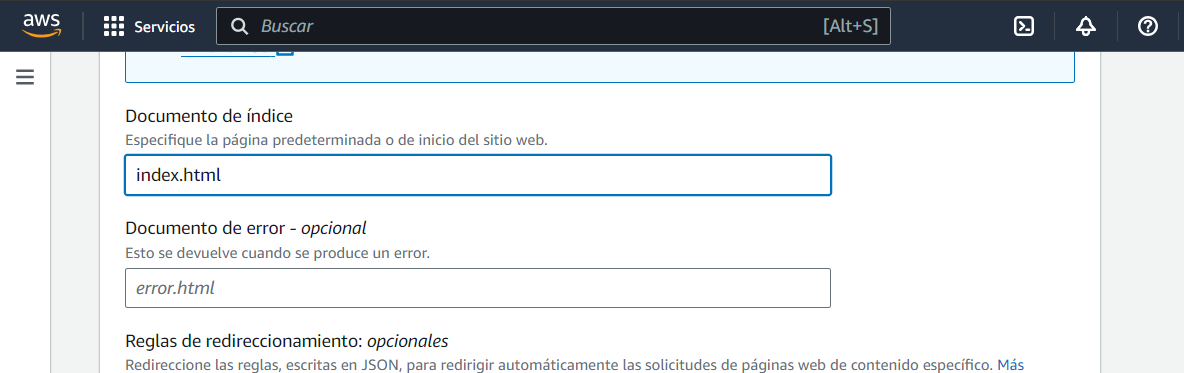 aws
Servicios
Buscar
[Alt+S]
Documento de índice
Especifique la página predeterminada o de inicio del sitio web.
index.html
Documento de error - opcional
Esto se devuelve cuando se produce un error.
error.html
Reglas de redireccionamiento: opcionales
Redireccione las reglas, escritas en JSON, para redirigir automáticamente las solicitudes de páginas web de contenido específico. Más